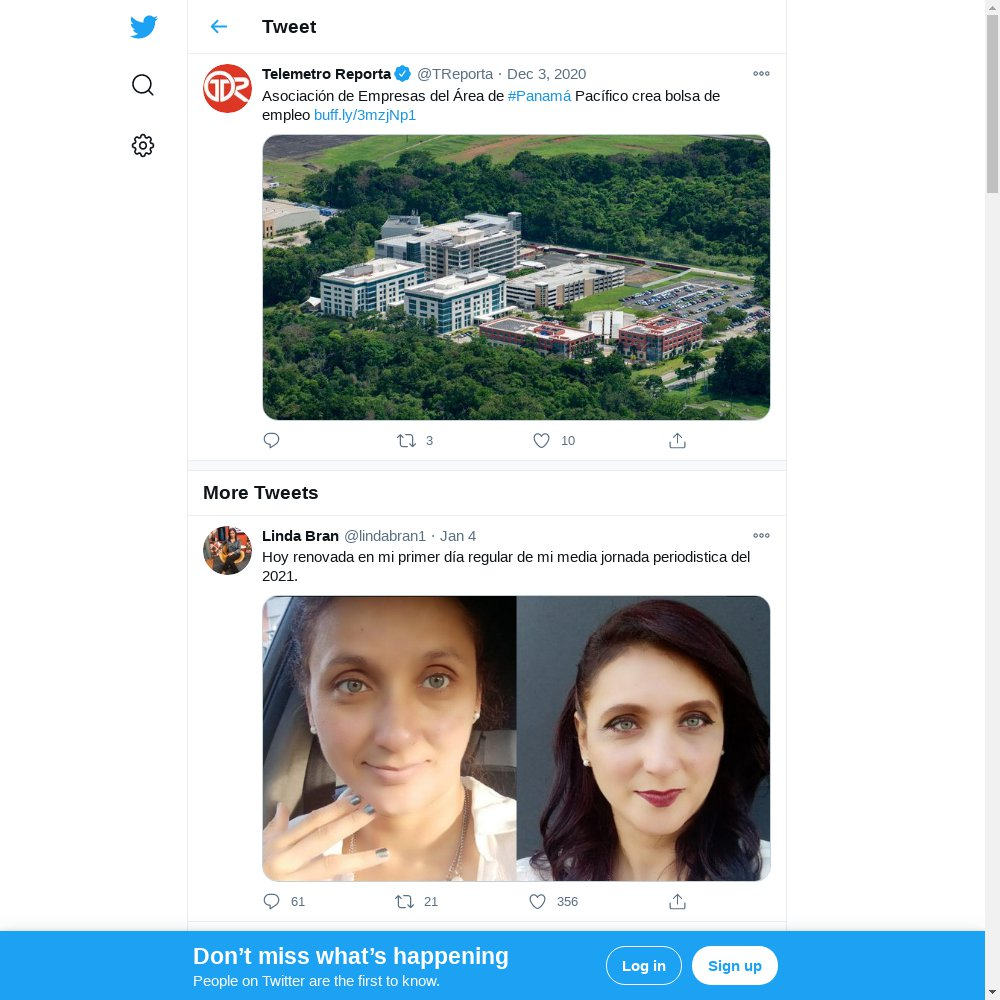 Tweet
TDR
Telemetro Reporta @TReporta · Dec 3, 2020
Asociación de Empresas del Área de #Panamá Pacífico crea bolsa de
empleo buff.ly/3mzjNp1
3 10
More Tweets
Linda Bran @lindabran1 · Jan 4
Hoy renovada en mi primer día regular de mi media jornada periodistica del
2021.
61 21 356
Don’t miss what’s happening
People on Twitter are the first to know.
Log in
Sign up